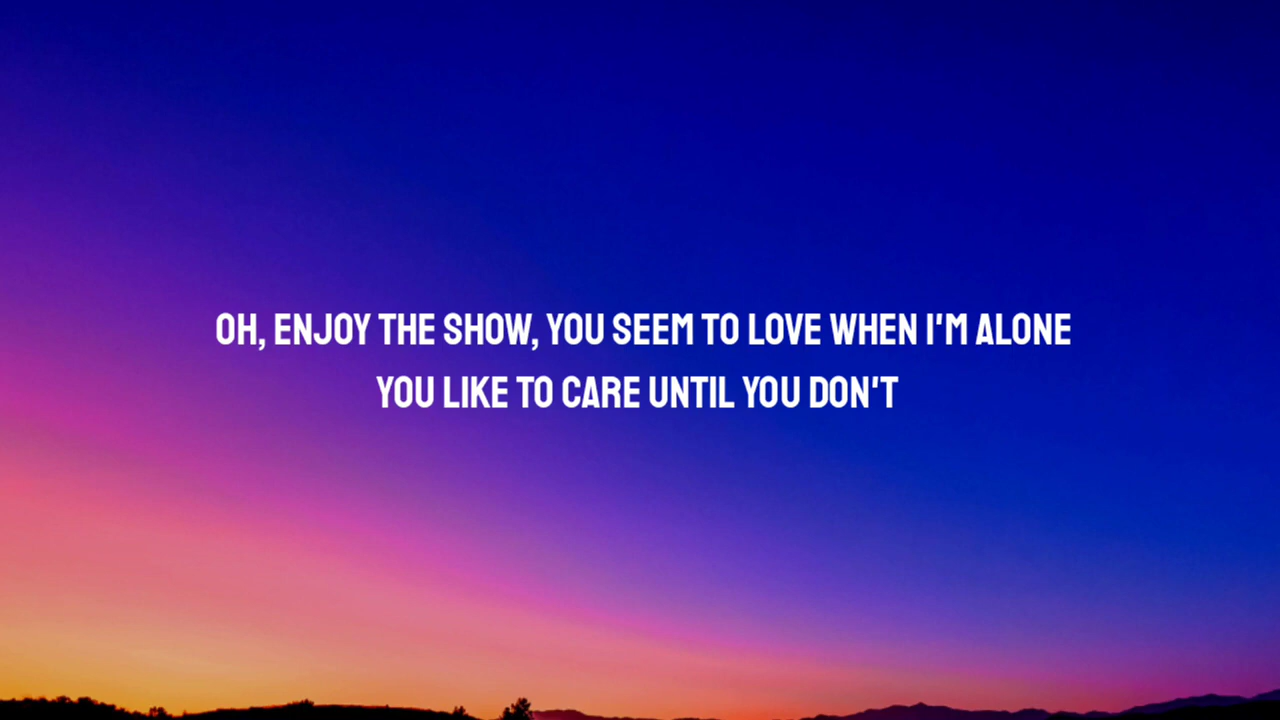 OH, ENJOY THE SHOW, YOU SEEM TO LOVE WHEN I'M ALONE
YOU LIKE TO CARE UNTIL YOU DON'T